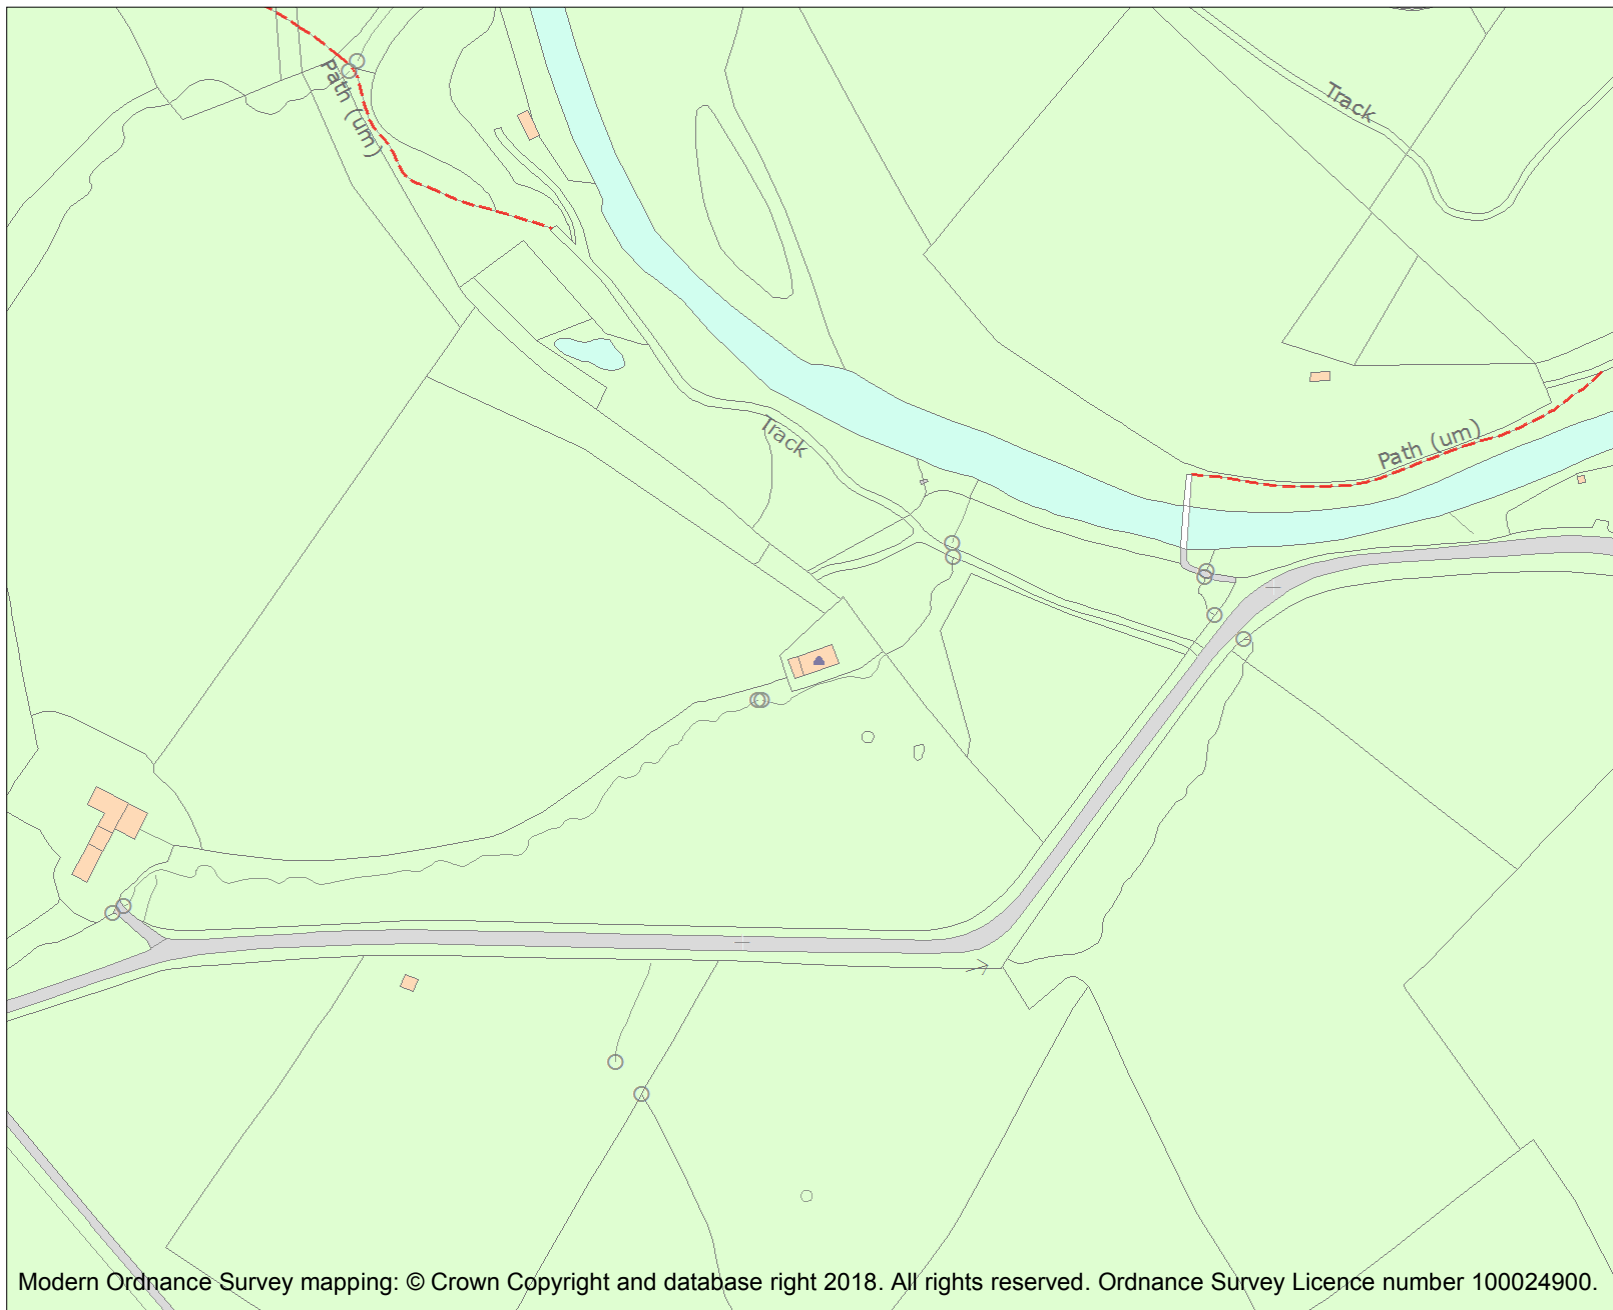 Path (um)
Track
Track
Path (um)
Modern Ordnance Survey mapping: © Crown Copyright and database right 2018. All rights reserved. Ordnance Survey Licence number 100024900.